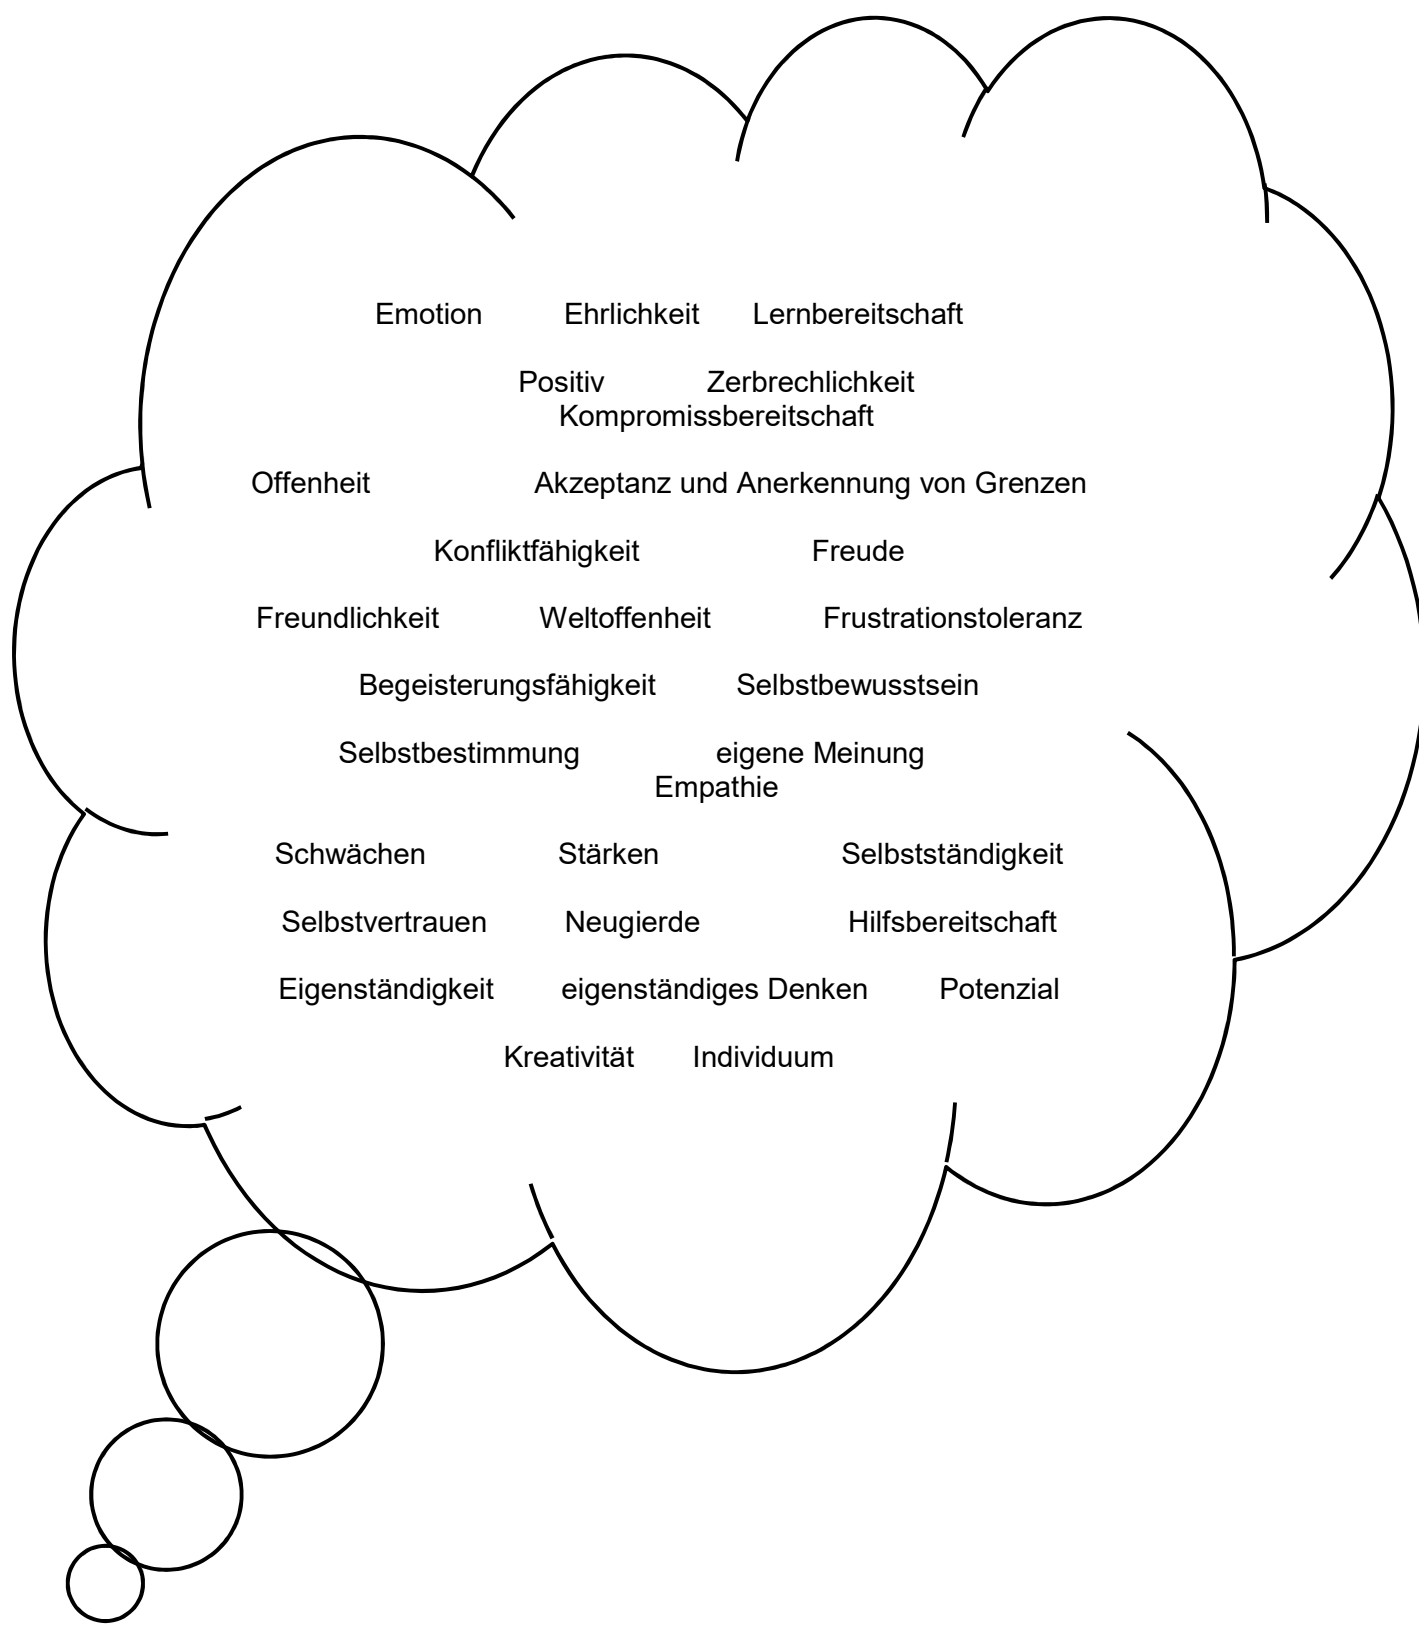 Emotion Ehrlichkeit Lernbereitschaft
Positiv Zerbrechlichkeit
Kompromissbereitschaft
Offenheit Akzeptanz und Anerkennung von Grenzen
Konfliktfähigkeit Freude
Freundlichkeit Weltoffenheit Frustrationstoleranz
Begeisterungsfähigkeit Selbstbewusstsein
Selbstbestimmung eigene Meinung
Empathie
Schwächen Stärken Selbstständigkeit
Selbstvertrauen Neugierde Hilfsbereitschaft
Eigenständigkeit eigenständiges Denken Potenzial
Kreativität Individuum